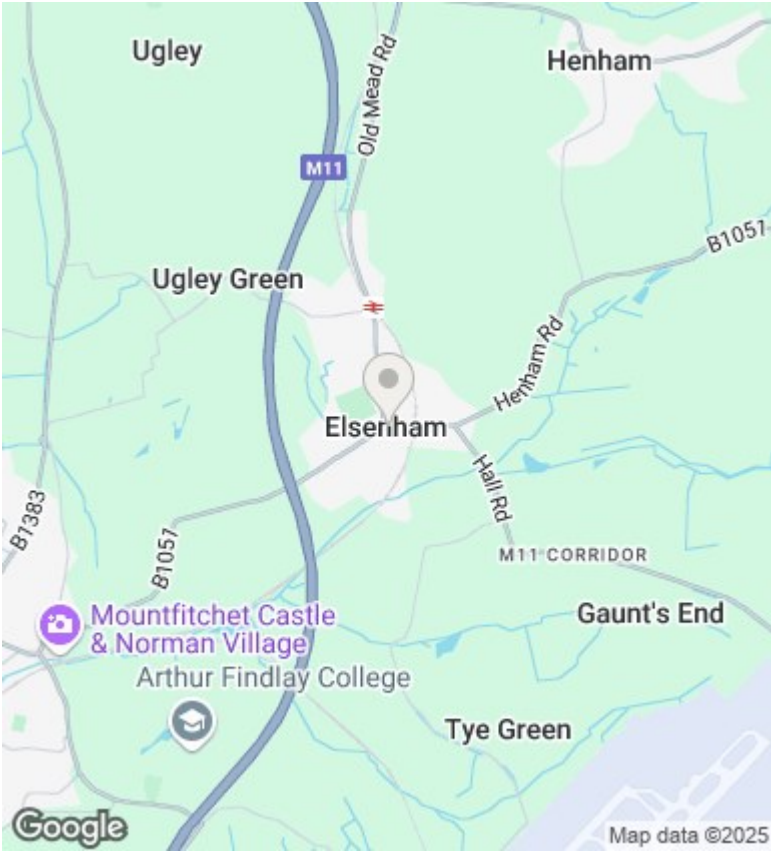 Ugley
Henham
Old Mead Rd
M11
B1051
Ugley Green
Henham Rd
Elsenham
Hall Rd
B1383
B1051
M11 CORRIDOR
Gaunt's End
Mountfitchet Castle
& Norman Village
Arthur Findlay College
Tye Green
Google
Map data ©2025